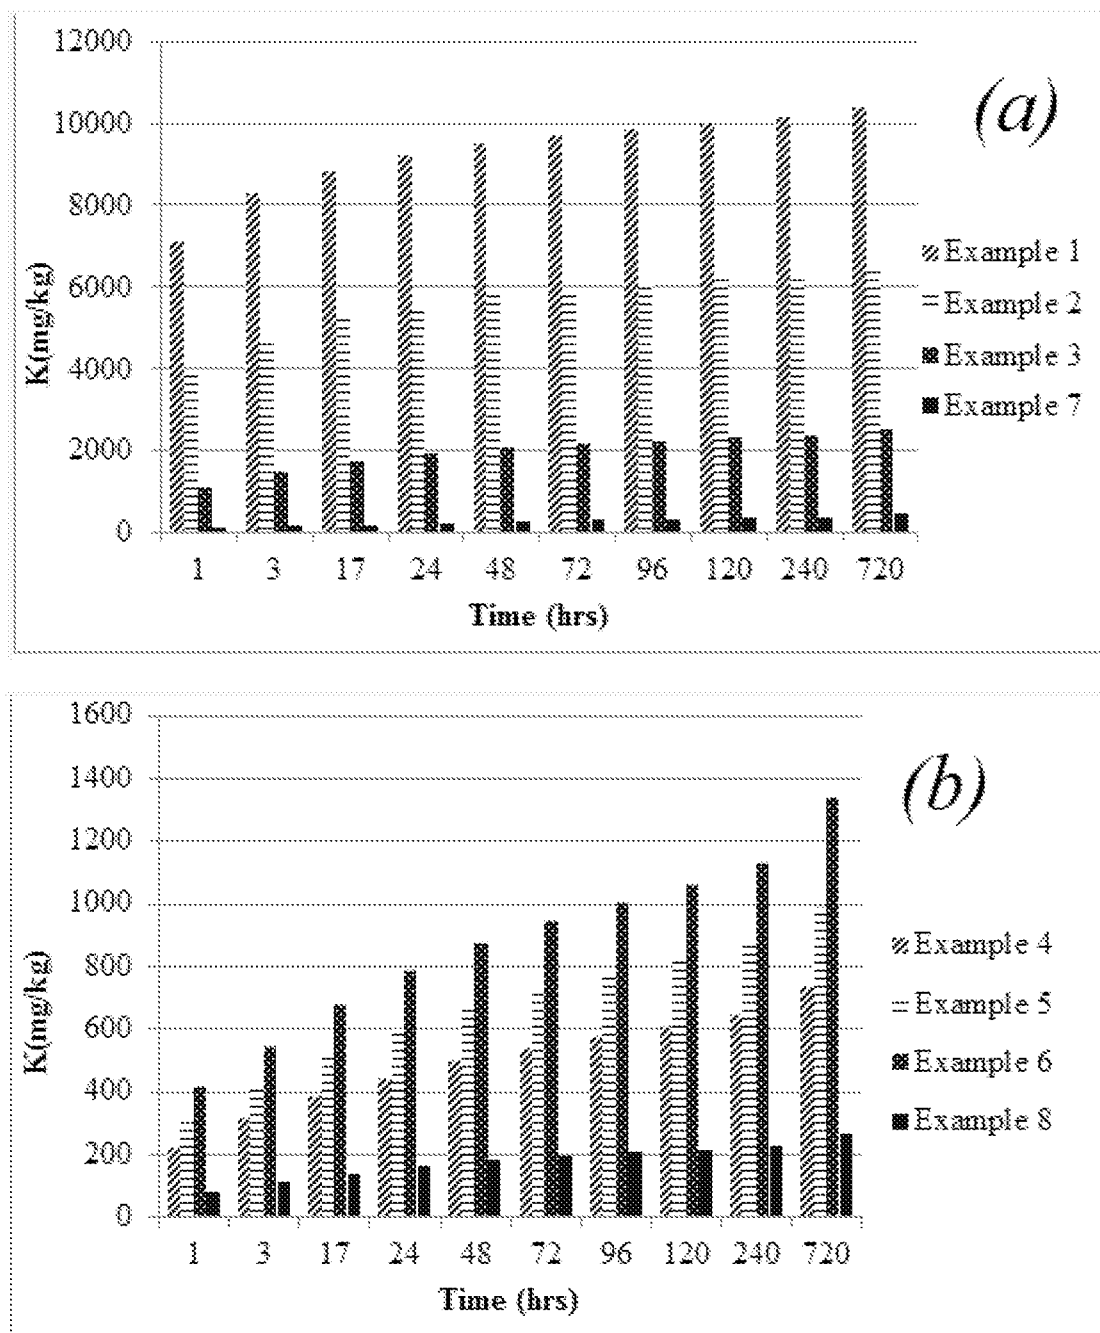 12000
10000
8000
6000
4000
2000
0
K(mg/kg)
1 3 17 24 48 72 96 120 240 720
Time (hrs)
(a)
Example 1
Example 2
Example 3
Example 7
1600
1400
1200
1000
800
600
400
200
0
K(mg/kg)
1 3 17 24 48 72 96 120 240 720
Time (hrs)
(b)
Example 4
Example 5
Example 6
Example 8